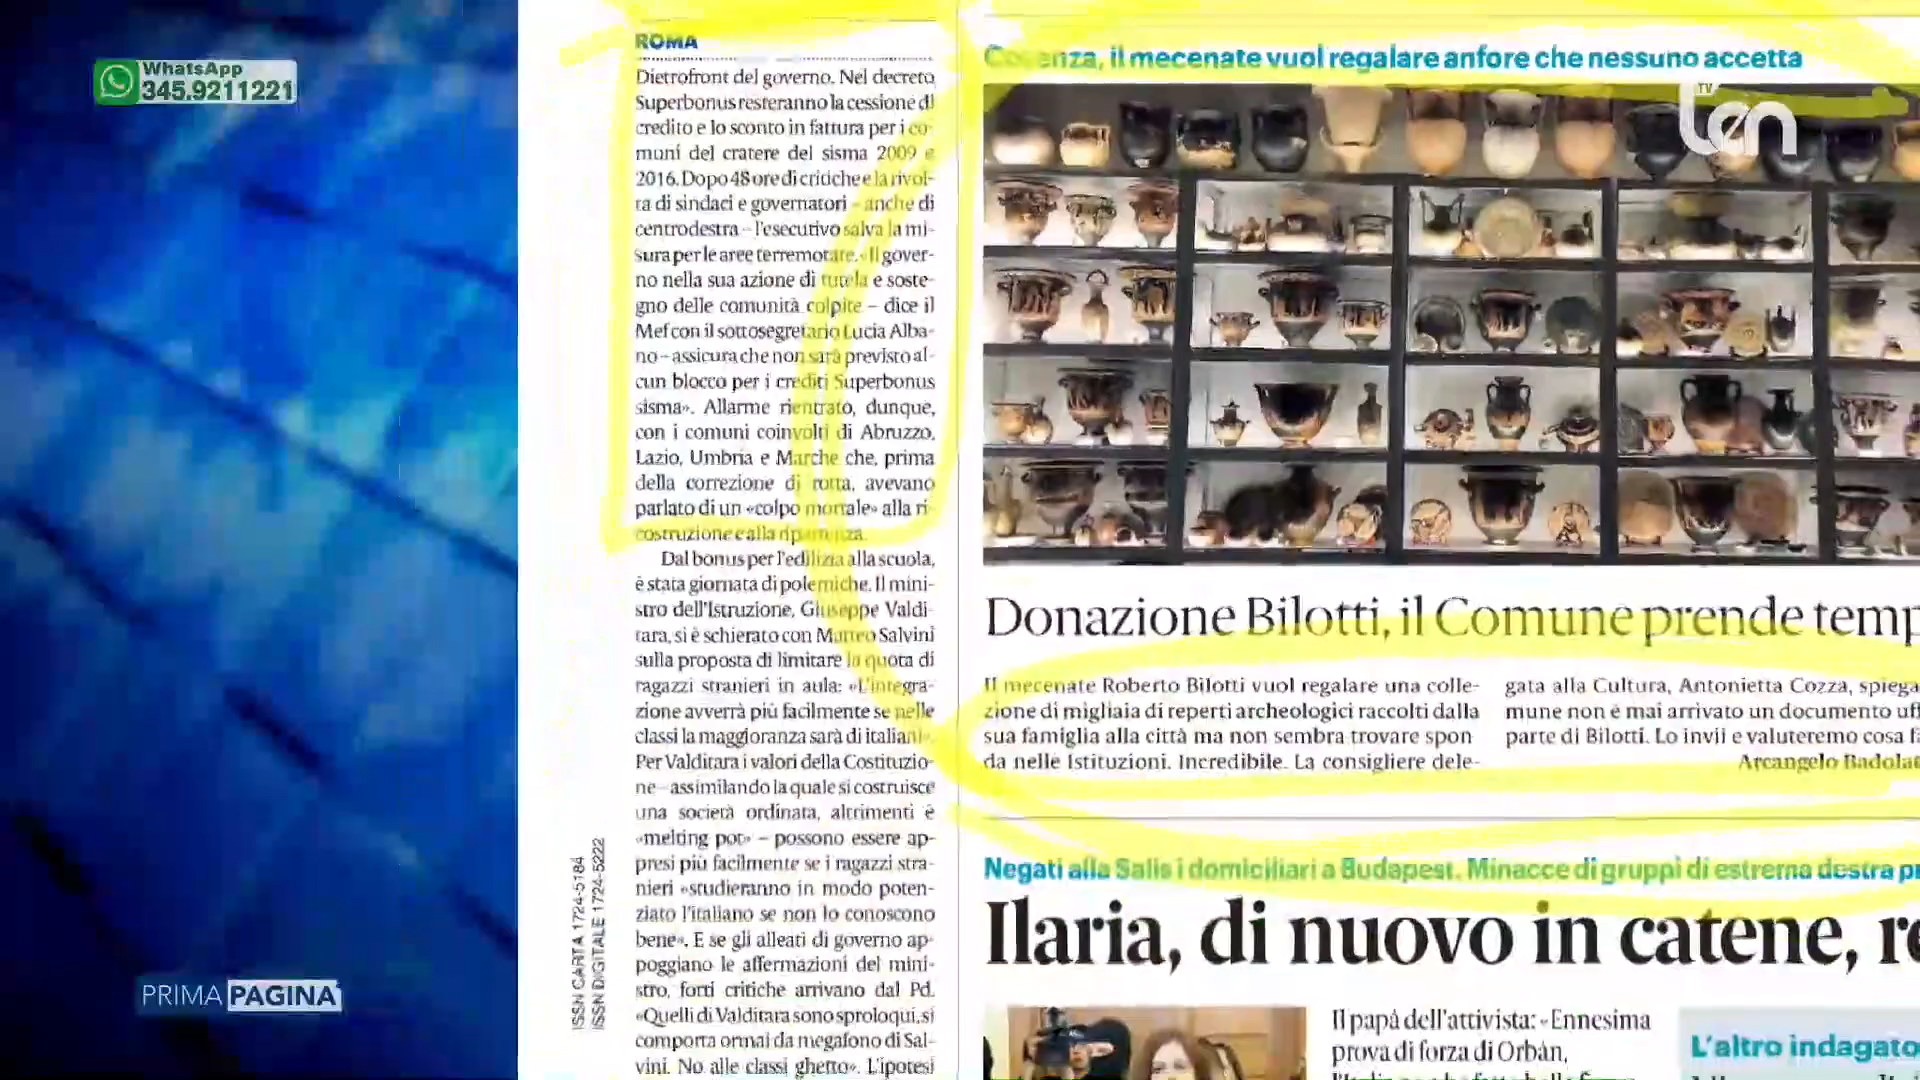 WhatsApp
345.9211221
PRIMA PAGINA
ISSN CARTA 1724-5184
ISSN DIGITALE 1724-5222
ROMA
Dietrofront del governo. Nel decreto
Superbonus resteranno la cessione di
credito e lo sconto in fattura per i co-
muni del cratere del sisma 2009 e
2016. Dopo 48 ore di critiche e la rivol-
ta di sindaci e governatori – anche di
centrodestra – l'esecutivo salva la mi-
sura per le aree terremotate. «Il gover-
no nella sua azione di tutela e soste-
gno delle comunità colpite – dice il
Mef con il sottosegretario Lucia Alba-
no – assicura che non sarà previsto al-
cun blocco per i crediti Superbonus
sisma». Allarme rientrato, dunque,
con i comuni coinvolti di Abruzzo,
Lazio, Umbria e Marche che, prima
della correzione di rotta, avevano
parlato di un «colpo mortale» alla ri-
costruzione e alla ripartenza.
Dal bonus per l'edilizia alla scuola,
è stata giornata di polemiche. Il mini-
stro dell'Istruzione, Giuseppe Valdi-
tara, si è schierato con Matteo Salvini
sulla proposta di limitare la quota di
ragazzi stranieri in aula: «L'integra-
zione avverrà più facilmente se nelle
classi la maggioranza sarà di italiani».
Per Valditara i valori della Costituzio-
ne – assimilando la quale si costruisce
una società ordinata, altrimenti è
«melting pot» – possono essere ap-
presi più facilmente se i ragazzi stra-
nieri «studieranno in modo poten-
ziato l'italiano se non lo conoscono
bene». E se gli alleati di governo ap-
poggiano le affermazioni del mini-
stro, forti critiche arrivano dal Pd.
«Quelli di Valditara sono sproloqui, si
comporta ormai da megafono di Sal-
vini. No alle classi ghetto». L'ipotesi
Cosenza, il mecenate vuol regalare anfore che nessuno accetta
TV
ten
Donazione Bilotti, il Comune prende temp
Il mecenate Roberto Bilotti vuol regalare una colle-
zione di migliaia di reperti archeologici raccolti dalla
sua famiglia alla città ma non sembra trovare spon
da nelle Istituzioni. Incredibile. La consigliere dele-
gata alla Cultura, Antonietta Cozza, spiega
mune non è mai arrivato un documento uff
parte di Bilotti. Lo invii e valuteremo cosa fa
Arcangelo Badolat
Negati alla Salis i domiciliari a Budapest. Minacce di gruppi di estrema destra pr
Ilaria, di nuovo in catene, re
Il papà dell'attivista: «Ennesima
prova di forza di Orbán,
L'altro indagato